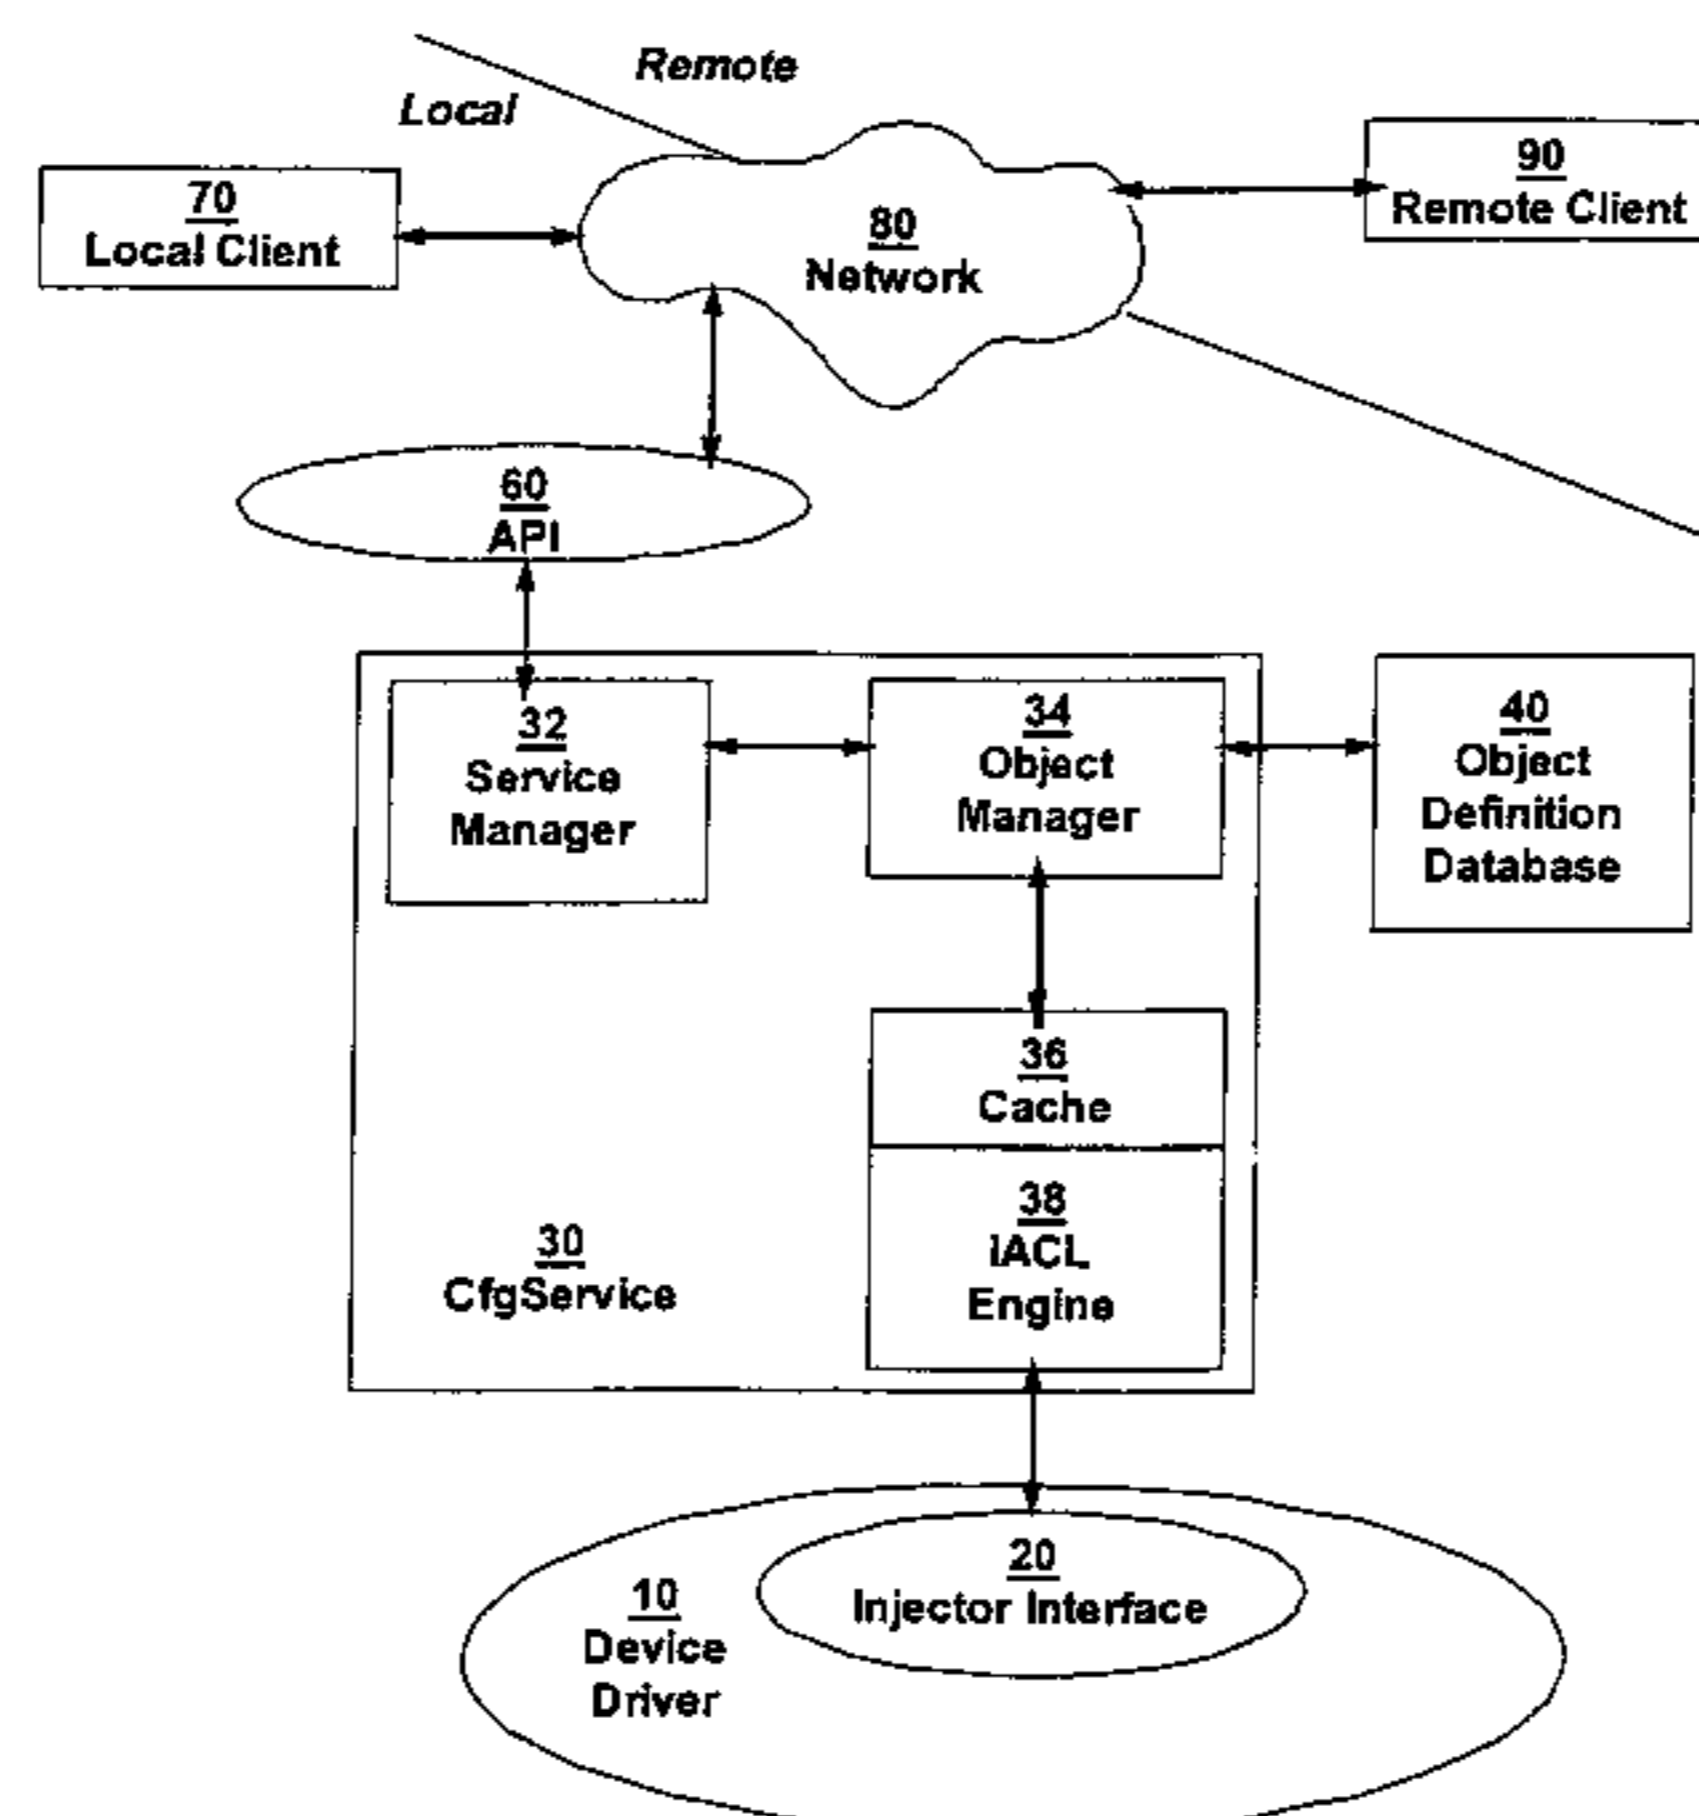 Remote
Local
90
Remote Client
70
Local Client
80
Network
60
API
32
Service
Manager
34
Object
Manager
40
Object
Definition
Database
36
Cache
38
IACL
Engine
30
CfgService
20
Injector Interface
10
Device
Driver